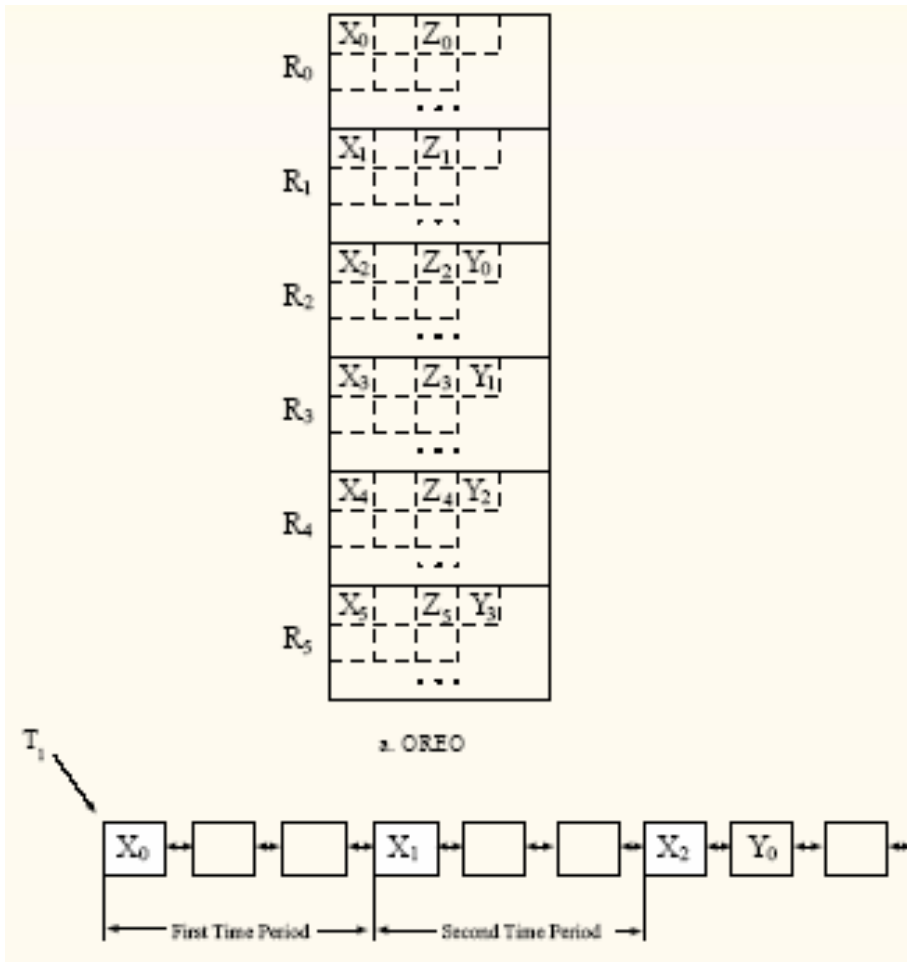 X₀ Z₀
R₀
...
X₁ Z₁
R₁
...
X₂ Z₂ Y₀
R₂
...
X₃ Z₃ Y₁
R₃
...
X₄ Z₄ Y₂
R₄
...
X₅ Z₅ Y₃
R₅
...
a. OREO
T₁
X₀ X₁ X₂ Y₀
First Time Period Second Time Period